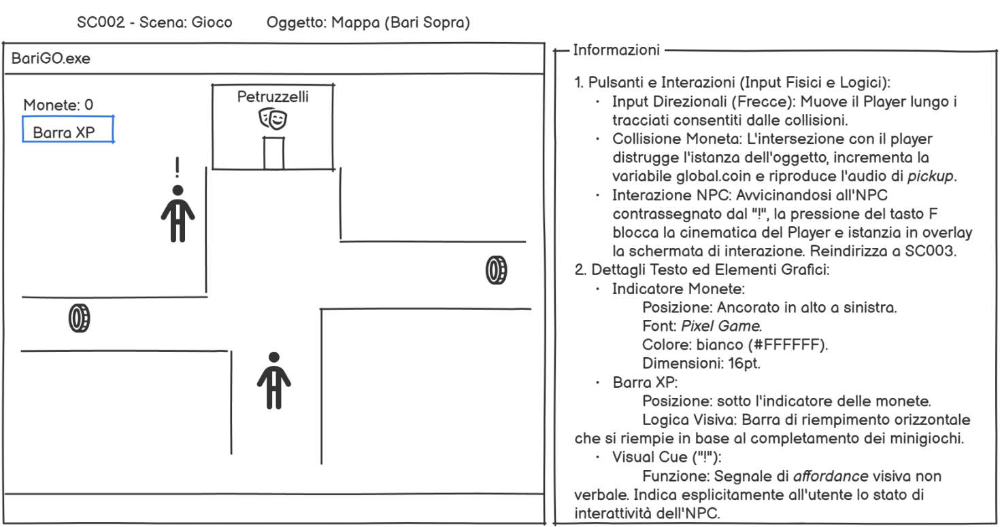 SC002 - Scena: Gioco Oggetto: Mappa (Bari Sopra)
BariGO.exe
Monete: 0
Barra XP
Petruzzelli
!
Informazioni
1. Pulsanti e Interazioni (Input Fisici e Logici):
· Input Direzionali (Frecce): Muove il Player lungo i
tracciati consentiti dalle collisioni.
· Collisione Moneta: L'intersezione con il player
distrugge l'istanza dell'oggetto, incrementa la
variabile global.coin e riproduce l'audio di pickup.
· Interazione NPC: Avvicinandosi all'NPC
contrassegnato dal "!", la pressione del tasto F
blocca la cinematica del Player e istanzia in overlay
la schermata di interazione. Reindirizza a SC003.
2. Dettagli Testo ed Elementi Grafici:
· Indicatore Monete:
Posizione: Ancorato in alto a sinistra.
Font: Pixel Game.
Colore: bianco (#FFFFFF).
Dimensioni: 16pt.
· Barra XP:
Posizione: sotto l'indicatore delle monete.
Logica Visiva: Barra di riempimento orizzontale
che si riempie in base al completamento dei minigiochi.
· Visual Cue ("!"):
Funzione: Segnale di affordance visiva non
verbale. Indica esplicitamente all'utente lo stato di
interattività dell'NPC.